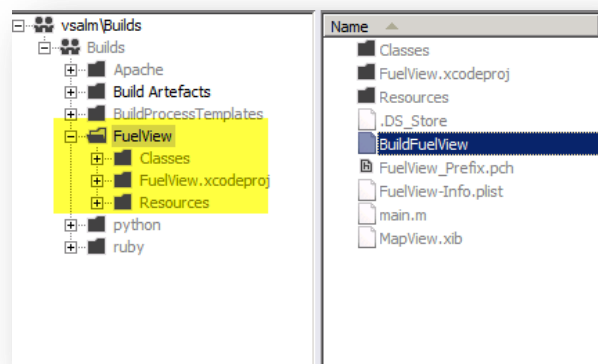 vsalm\Builds
Builds
Apache
Build Artefacts
BuildProcessTemplates
FuelView
Classes
FuelView.xcodeproj
Resources
python
ruby
Name
Classes
FuelView.xcodeproj
Resources
.DS_Store
BuildFuelView
FuelView_Prefix.pch
FuelView-Info.plist
main.m
MapView.xib